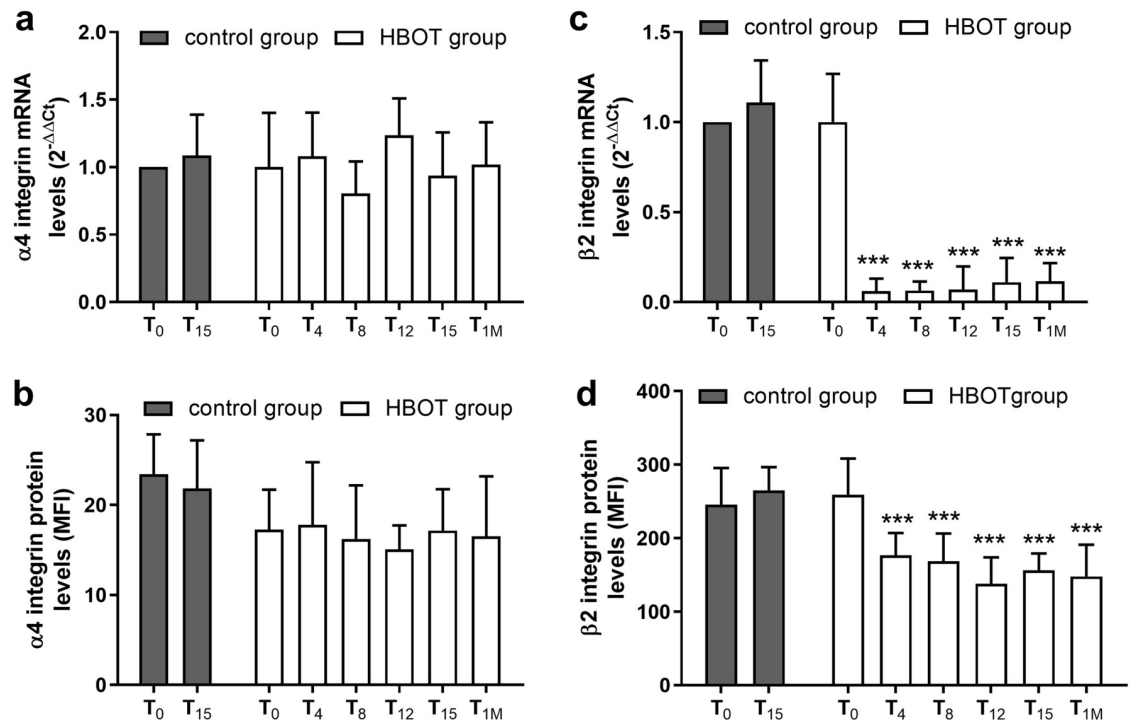 a
control group
HBOT group
α4 integrin mRNA
levels (2^-ΔΔCt)
2.0
1.5
1.0
0.5
0.0
T0 T15 T0 T4 T8 T12 T15 T1M
c
control group
HBOT group
β2 integrin mRNA
levels (2^-ΔΔCt)
1.5
1.0
0.5
0.0
*** *** *** *** ***
T0 T15 T0 T4 T8 T12 T15 T1M
b
control group
HBOT group
α4 integrin protein
levels (MFI)
30
20
10
0
T0 T15 T0 T4 T8 T12 T15 T1M
d
control group
HBOTgroup
β2 integrin protein
levels (MFI)
400
300
200
100
0
*** *** *** *** ***
T0 T15 T0 T4 T8 T12 T15 T1M